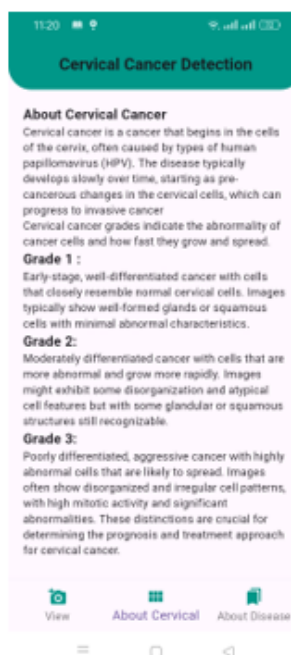 11:20
Cervical Cancer Detection
About Cervical Cancer
Cervical cancer is a cancer that begins in the cells
of the cervix, often caused by types of human
papillomavirus (HPV). The disease typically
develops slowly over time, starting as pre-
cancerous changes in the cervical cells, which can
progress to invasive cancer
Cervical cancer grades indicate the abnormality of
cancer cells and how fast they grow and spread.
Grade 1 :
Early-stage, well-differentiated cancer with cells
that closely resemble normal cervical cells. Images
typically show well-formed glands or squamous
cells with minimal abnormal characteristics.
Grade 2:
Moderately differentiated cancer with cells that are
more abnormal and grow more rapidly. Images
might exhibit some disorganization and atypical
cell features but with some glandular or squamous
structures still recognizable.
Grade 3:
Poorly differentiated, aggressive cancer with highly
abnormal cells that are likely to spread. Images
often show disorganized and irregular cell patterns,
with high mitotic activity and significant
abnormalities. These distinctions are crucial for
determining the prognosis and treatment approach
for cervical cancer.
View About Cervical About Disease